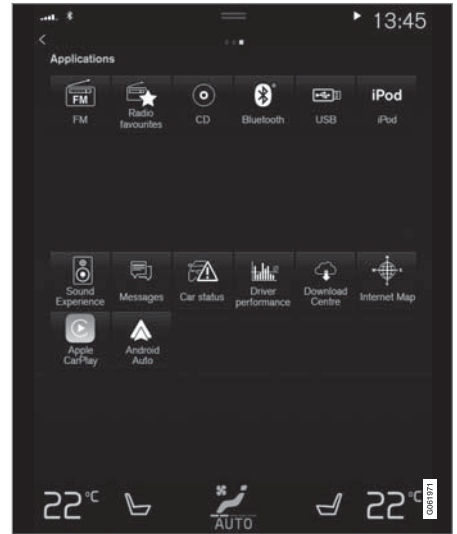 13:45
Applications
FM
FM
Radio
favourites
CD
Bluetooth
USB
iPod
iPod
Sound
Experience
Messages
Car status
Driver
performance
Download
Centre
Internet Map
Apple
CarPlay
Android
Auto
22°C
AUTO
22°C
G061971